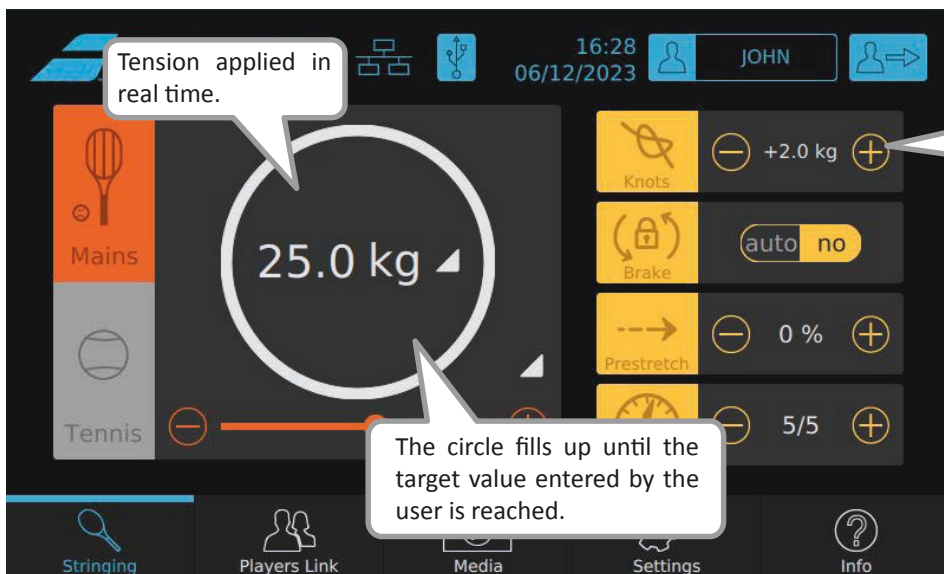 Tension applied in
real time.
16:28
06/12/2023
JOHN
Mains
25.0 kg
Tennis
Knots
+2.0 kg
Brake
auto no
Prestretch
0 %
5/5
The circle fills up until the
target value entered by the
user is reached.
Stringing
Players Link
Media
Settings
Info